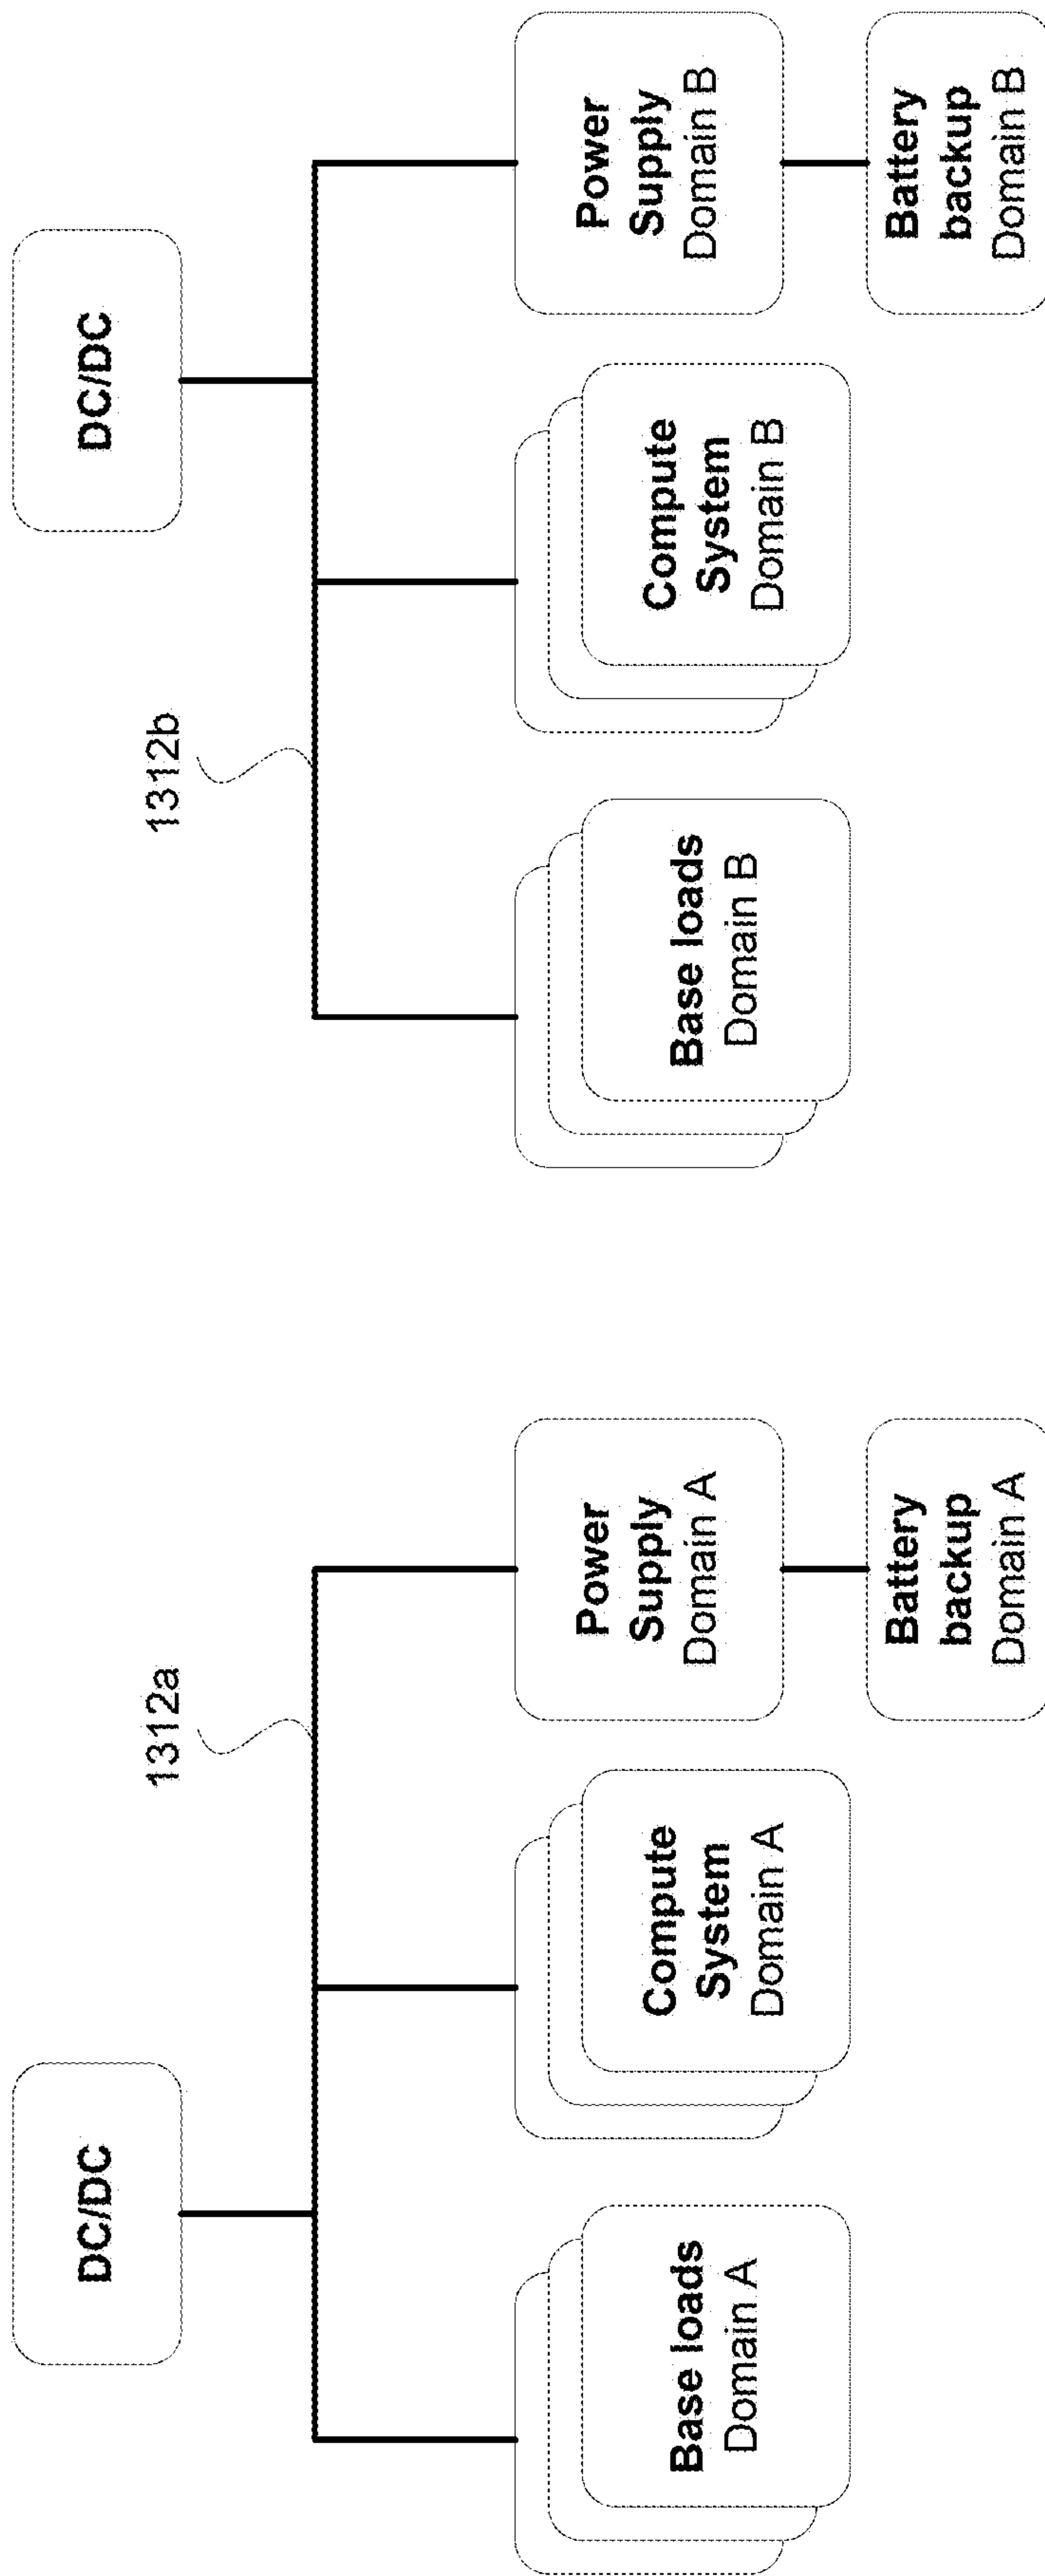 DC/DC
DC/DC
1312a
1312b
Base loads
Domain A
Compute
System
Domain A
Power
Supply
Domain A
Base loads
Domain B
Compute
System
Domain B
Power
Supply
Domain B
Battery
backup
Domain A
Battery
backup
Domain B